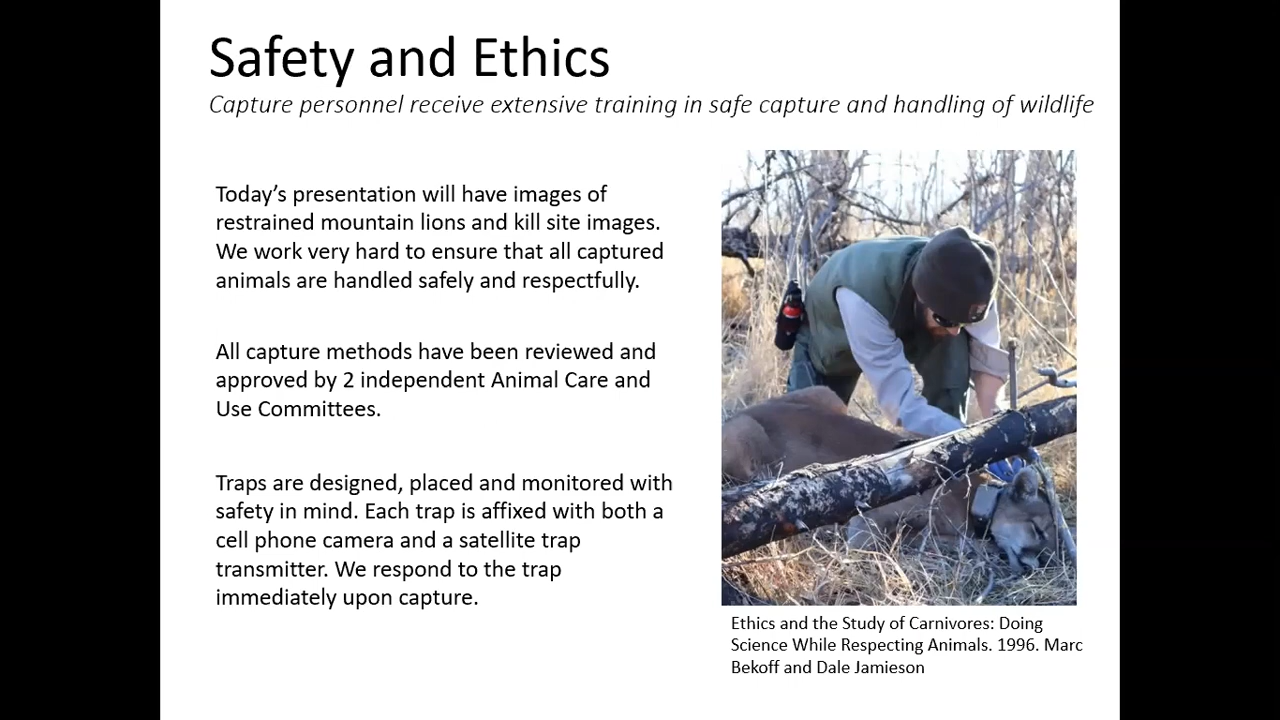 Safety and Ethics
Capture personnel receive extensive training in safe capture and handling of wildlife
Today’s presentation will have images of
restrained mountain lions and kill site images.
We work very hard to ensure that all captured
animals are handled safely and respectfully.
All capture methods have been reviewed and
approved by 2 independent Animal Care and
Use Committees.
Traps are designed, placed and monitored with
safety in mind. Each trap is affixed with both a
cell phone camera and a satellite trap
transmitter. We respond to the trap
immediately upon capture.
Ethics and the Study of Carnivores: Doing
Science While Respecting Animals. 1996. Marc
Bekoff and Dale Jamieson